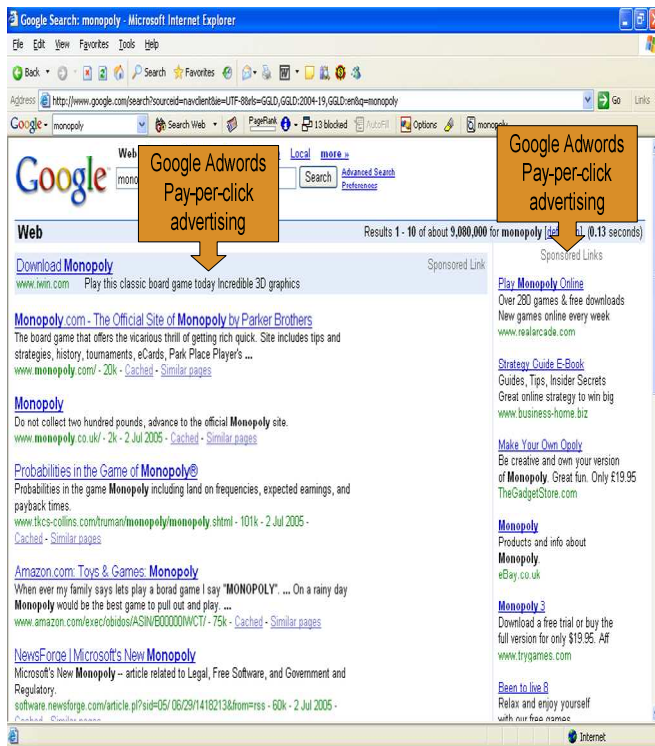 Google Search: monopoly - Microsoft Internet Explorer
File Edit View Favorites Tools Help
Back Search Favorites
Address http://www.google.com/search?sourceid=navclient&ie=UTF-8&rls=GGLD,GGLD:2004-19,GGLD:en&q=monopoly Go Links
Google monopoly Search Web PageRank 13 blocked AutoFill Options monopoly
Google Adwords
Pay-per-click
advertising
Google Adwords
Pay-per-click
advertising
Web Local more »
Google mono Search Advanced Search
Preferences
Web Results 1 - 10 of about 9,080,000 for monopoly (0.13 seconds)
Download Monopoly Sponsored Link
www.iwin.com Play this classic board game today Incredible 3D graphics
Monopoly.com - The Official Site of Monopoly by Parker Brothers
The board game that offers the vicarious thrill of getting rich quick. Site includes tips and
strategies, history, tournaments, eCards, Park Place Player's ...
www.monopoly.com/ - 20k - Cached - Similar pages
Monopoly
Do not collect two hundred pounds, advance to the official Monopoly site.
www.monopoly.co.uk/ - 2k - 2 Jul 2005 - Cached - Similar pages
Probabilities in the Game of Monopoly®
Probabilities in the game Monopoly including land on frequencies, expected earnings, and
payback times.
www.tkcs-collins.com/truman/monopoly/monopoly.shtml - 101k - 2 Jul 2005 -
Cached - Similar pages
Amazon.com: Toys & Games: Monopoly
When ever my family says lets play a borad game I say "MONOPOLY". ... On a rainy day
Monopoly would be the best game to pull out and play. ...
www.amazon.com/exec/obidos/ASIN/B00000IWCT/ - 75k - Cached - Similar pages
NewsForge | Microsoft's New Monopoly
Microsoft's New Monopoly -- article related to Legal, Free Software, and Government and
Regulatory.
software.newsforge.com/article.pl?sid=05/06/29/1418213&from=rss - 60k - 2 Jul 2005 -
Cached - Similar pages
Sponsored Links
Play Monopoly Online
Over 280 games & free downloads
New games online every week
www.realarcade.com
Strategy Guide E-Book
Guides, Tips, Insider Secrets
Great online strategy to win big
www.business-home.biz
Make Your Own Opoly
Be creative and own your version
of Monopoly. Great fun. Only £19.95
TheGadgetStore.com
Monopoly
Products and info about
Monopoly.
eBay.co.uk
Monopoly 3
Download a free trial or buy the
full version for only $19.95. Aff
www.trygames.com
Been to live 8
Relax and enjoy yourself
with our free games
Internet